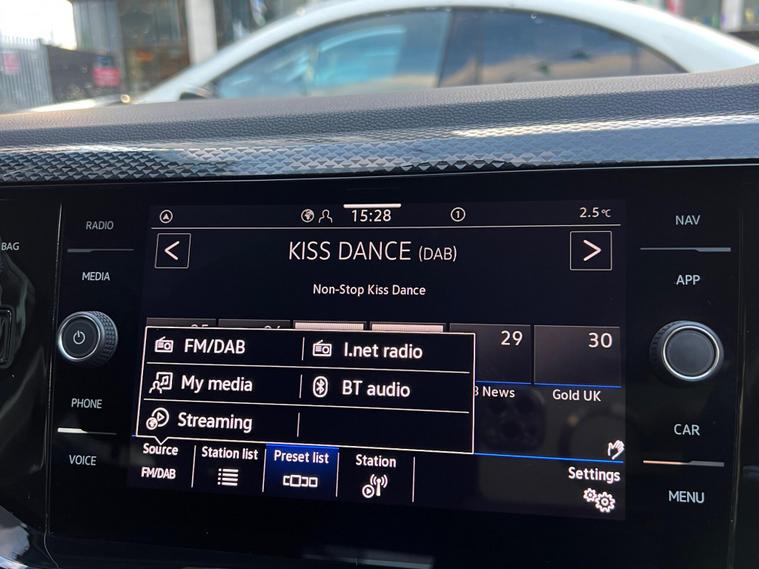 RADIO
MEDIA
PHONE
VOICE
BAG
15:28
1
2.5°C
KISS DANCE (DAB)
Non-Stop Kiss Dance
29
30
News
Gold UK
FM/DAB
I.net radio
My media
BT audio
Streaming
Source
FM/DAB
Station list
Preset list
Station
Settings
NAV
APP
CAR
MENU